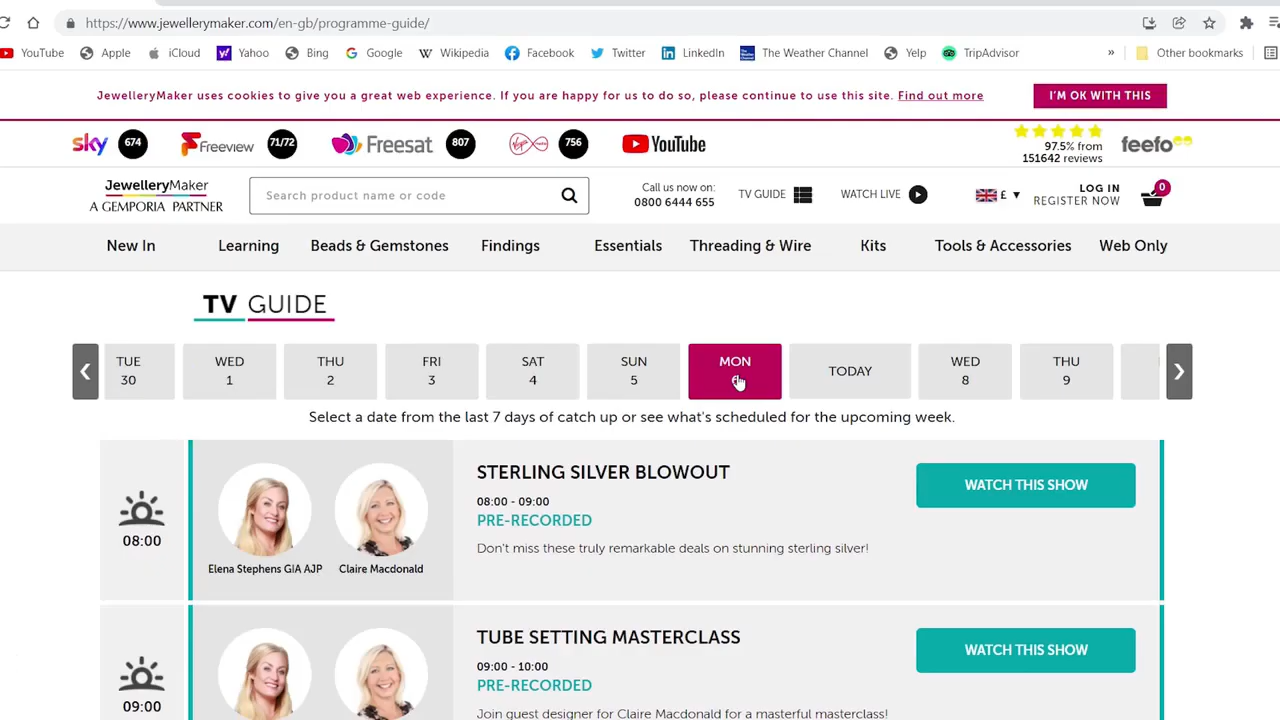 https://www.jewellerymaker.com/en-gb/programme-guide/
YouTube Apple iCloud Yahoo Bing Google Wikipedia Facebook Twitter LinkedIn The Weather Channel Yelp TripAdvisor » Other bookmarks
JewelleryMaker uses cookies to give you a great web experience. If you are happy for us to do so, please continue to use this site. Find out more
I'M OK WITH THIS
sky 674 Freeview 71/72 Freesat 807 756 YouTube
97.5% from
151642 reviews
feefo
JewelleryMaker
A GEMPORIA PARTNER
Search product name or code
Call us now on:
0800 6444 655
TV GUIDE
WATCH LIVE
£ ▼
LOG IN
REGISTER NOW
0
New In Learning Beads & Gemstones Findings Essentials Threading & Wire Kits Tools & Accessories Web Only
TV GUIDE
TUE WED THU FRI SAT SUN MON TODAY WED THU
30 1 2 3 4 5 8 9
Select a date from the last 7 days of catch up or see what's scheduled for the upcoming week.
08:00
Elena Stephens GIA AJP Claire Macdonald
STERLING SILVER BLOWOUT
08:00 - 09:00
PRE-RECORDED
Don't miss these truly remarkable deals on stunning sterling silver!
WATCH THIS SHOW
09:00
TUBE SETTING MASTERCLASS
09:00 - 10:00
PRE-RECORDED
Join guest designer for Claire Macdonald for a masterful masterclass!
WATCH THIS SHOW